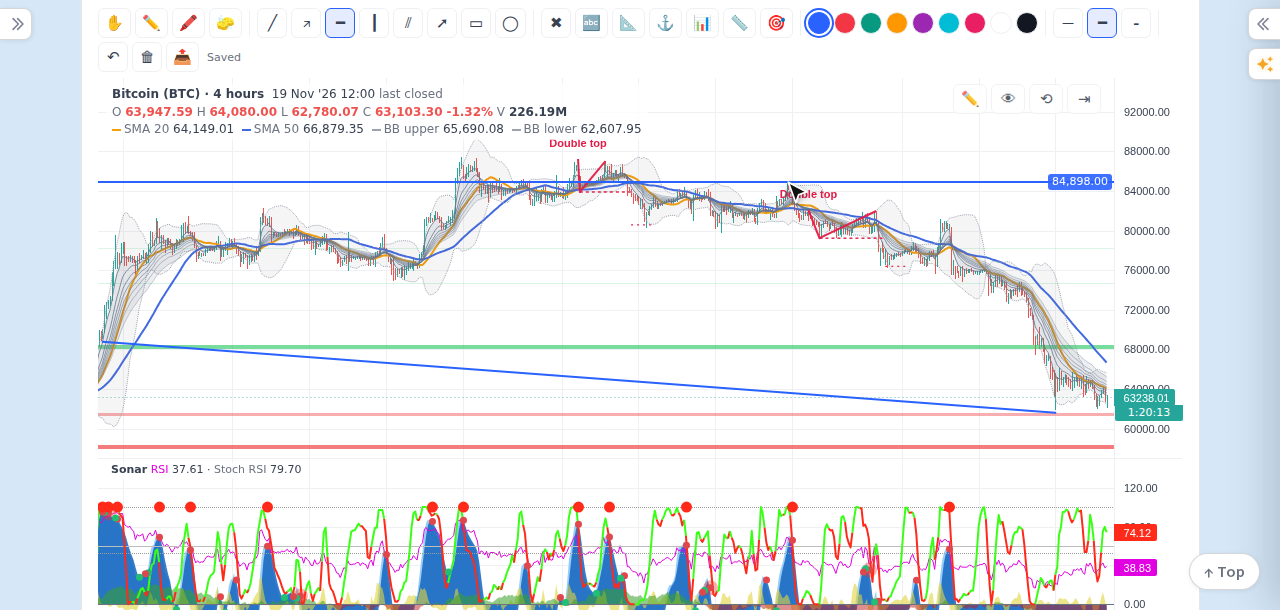 Saved
Bitcoin (BTC) · 4 hours 19 Nov '26 12:00 last closed
O 63,947.59 H 64,080.00 L 62,780.07 C 63,103.30 -1.32% V 226.19M
SMA 20 64,149.01 SMA 50 66,879.35 BB upper 65,690.08 BB lower 62,607.95
Double top
Double top
92000.00
88000.00
84,898.00
84000.00
80000.00
76000.00
72000.00
68000.00
64000.00
63238.01
1:20:13
60000.00
Sonar RSI 37.61 · Stoch RSI 79.70
120.00
74.12
38.83
0.00
↑ Top
abc